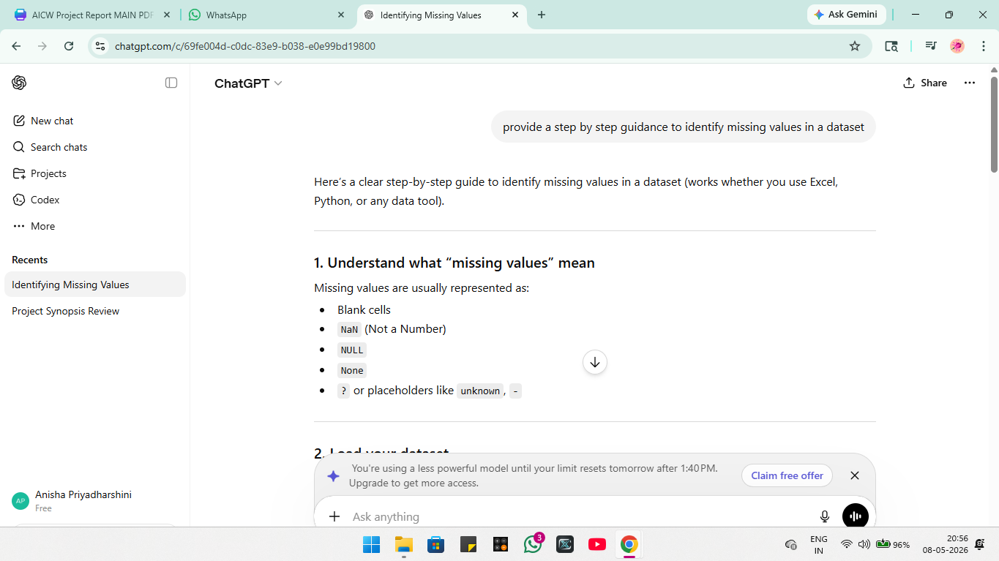 AICW Project Report MAIN PDF
WhatsApp
Identifying Missing Values
Ask Gemini
chatgpt.com/c/69fe004d-c0dc-83e9-b038-e0e99bd19800
ChatGPT
Share
New chat
Search chats
Projects
Codex
More
Recents
Identifying Missing Values
Project Synopsis Review
provide a step by step guidance to identify missing values in a dataset
Here's a clear step-by-step guide to identify missing values in a dataset (works whether you use Excel,
Python, or any data tool).
1. Understand what “missing values” mean
Missing values are usually represented as:
• Blank cells
• NaN (Not a Number)
• NULL
• None
• ? or placeholders like unknown, -
2. Load your dataset
You're using a less powerful model until your limit resets tomorrow after 1:40 PM.
Upgrade to get more access.
Claim free offer
Ask anything
AP
Anisha Priyadharshini
Free
3
ENG
IN
96%
20:56
08-05-2026